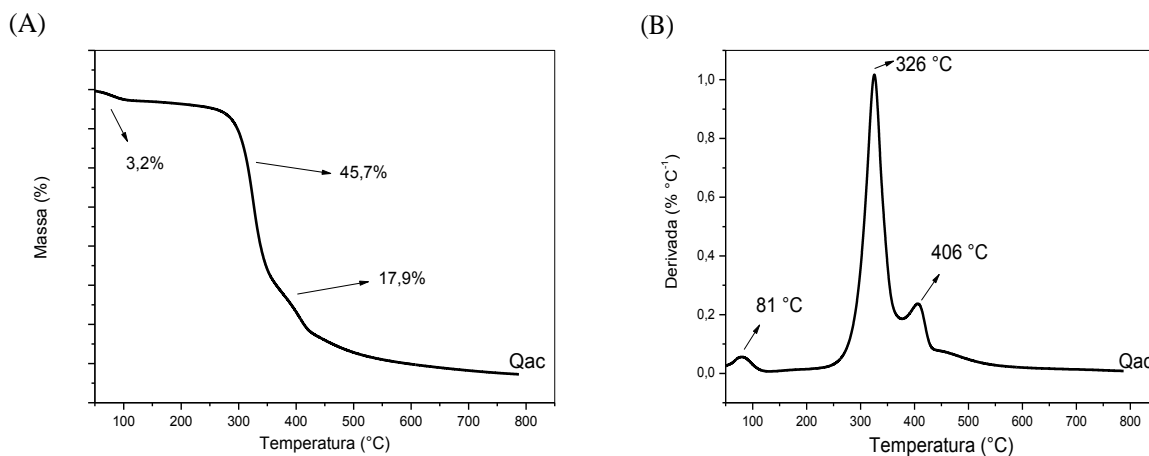 (A)
Massa (%)
3,2%
45,7%
17,9%
Qac
100 200 300 400 500 600 700 800
Temperatura (°C)
(B)
Derivada (% °C⁻¹)
1,0
0,8
0,6
0,4
0,2
0,0
326 °C
406 °C
81 °C
Qac
100 200 300 400 500 600 700 800
Temperatura (°C)